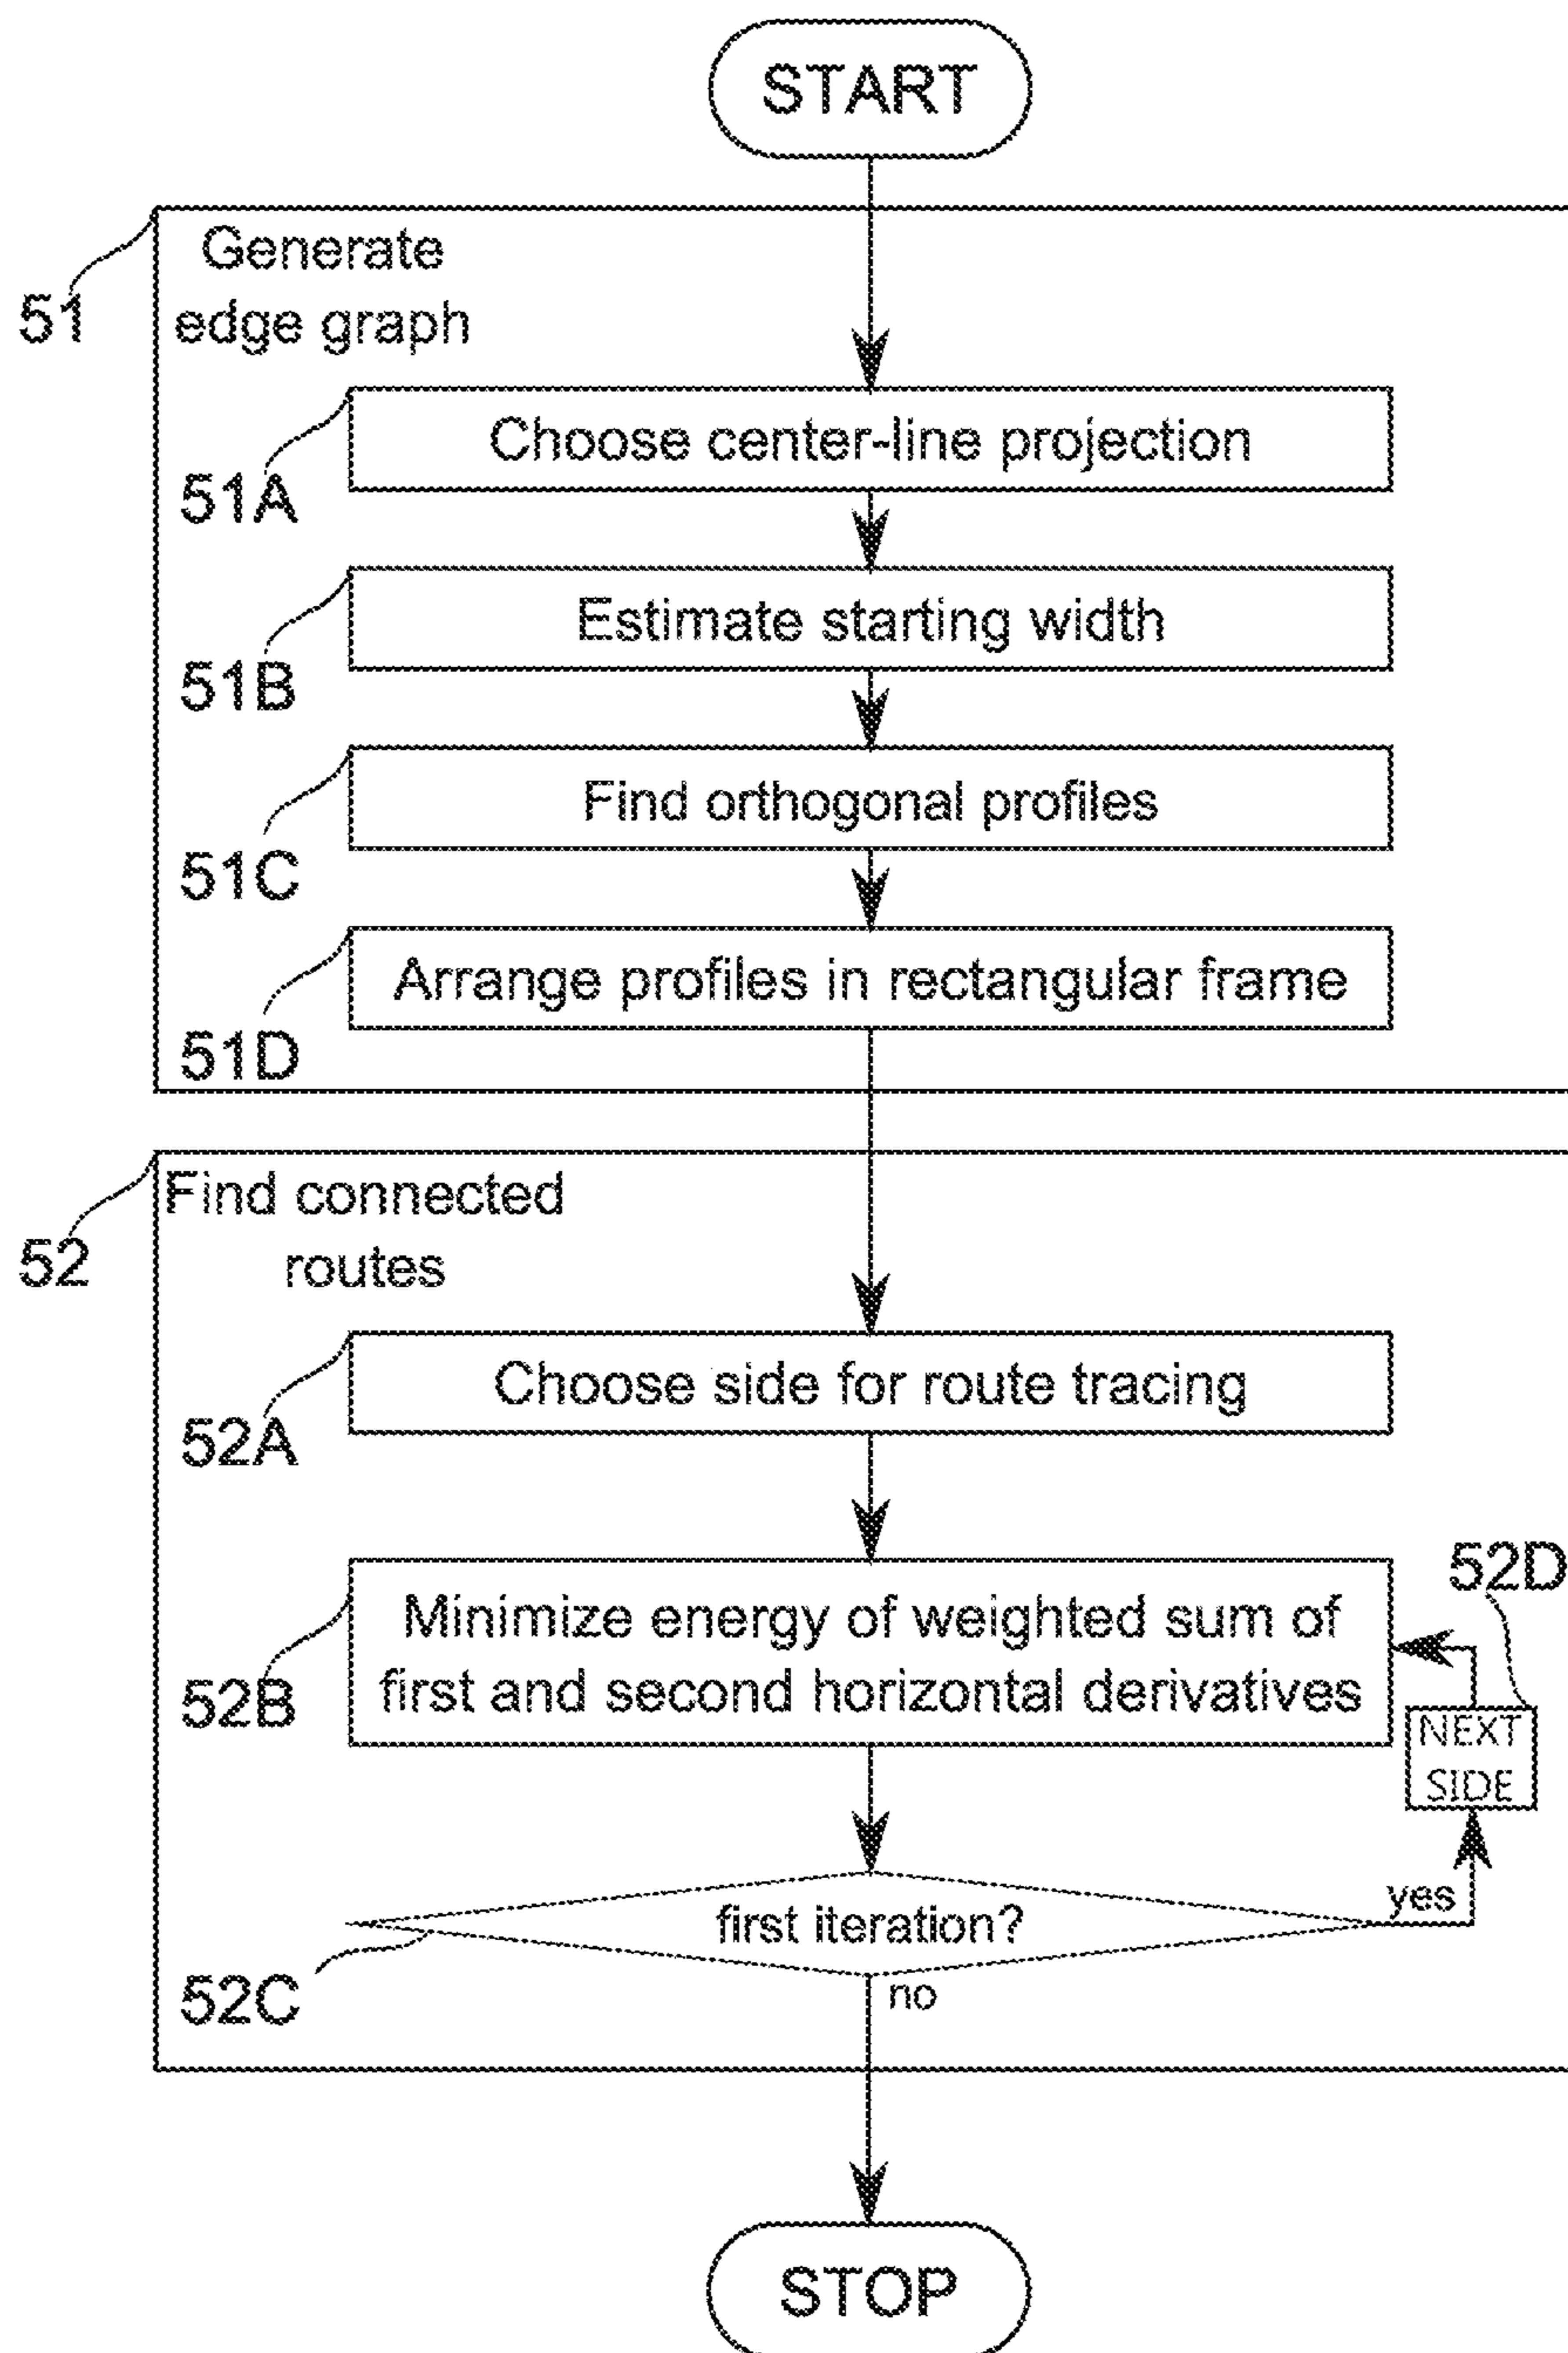 START
Generate
edge graph
51
Choose center-line projection
51A
Estimate starting width
51B
Find orthogonal profiles
51C
Arrange profiles in rectangular frame
51D
Find connected
routes
52
Choose side for route tracing
52A
52D
Minimize energy of weighted sum of
first and second horizontal derivatives
52B
NEXT
SIDE
yes
first iteration?
52C
no
STOP